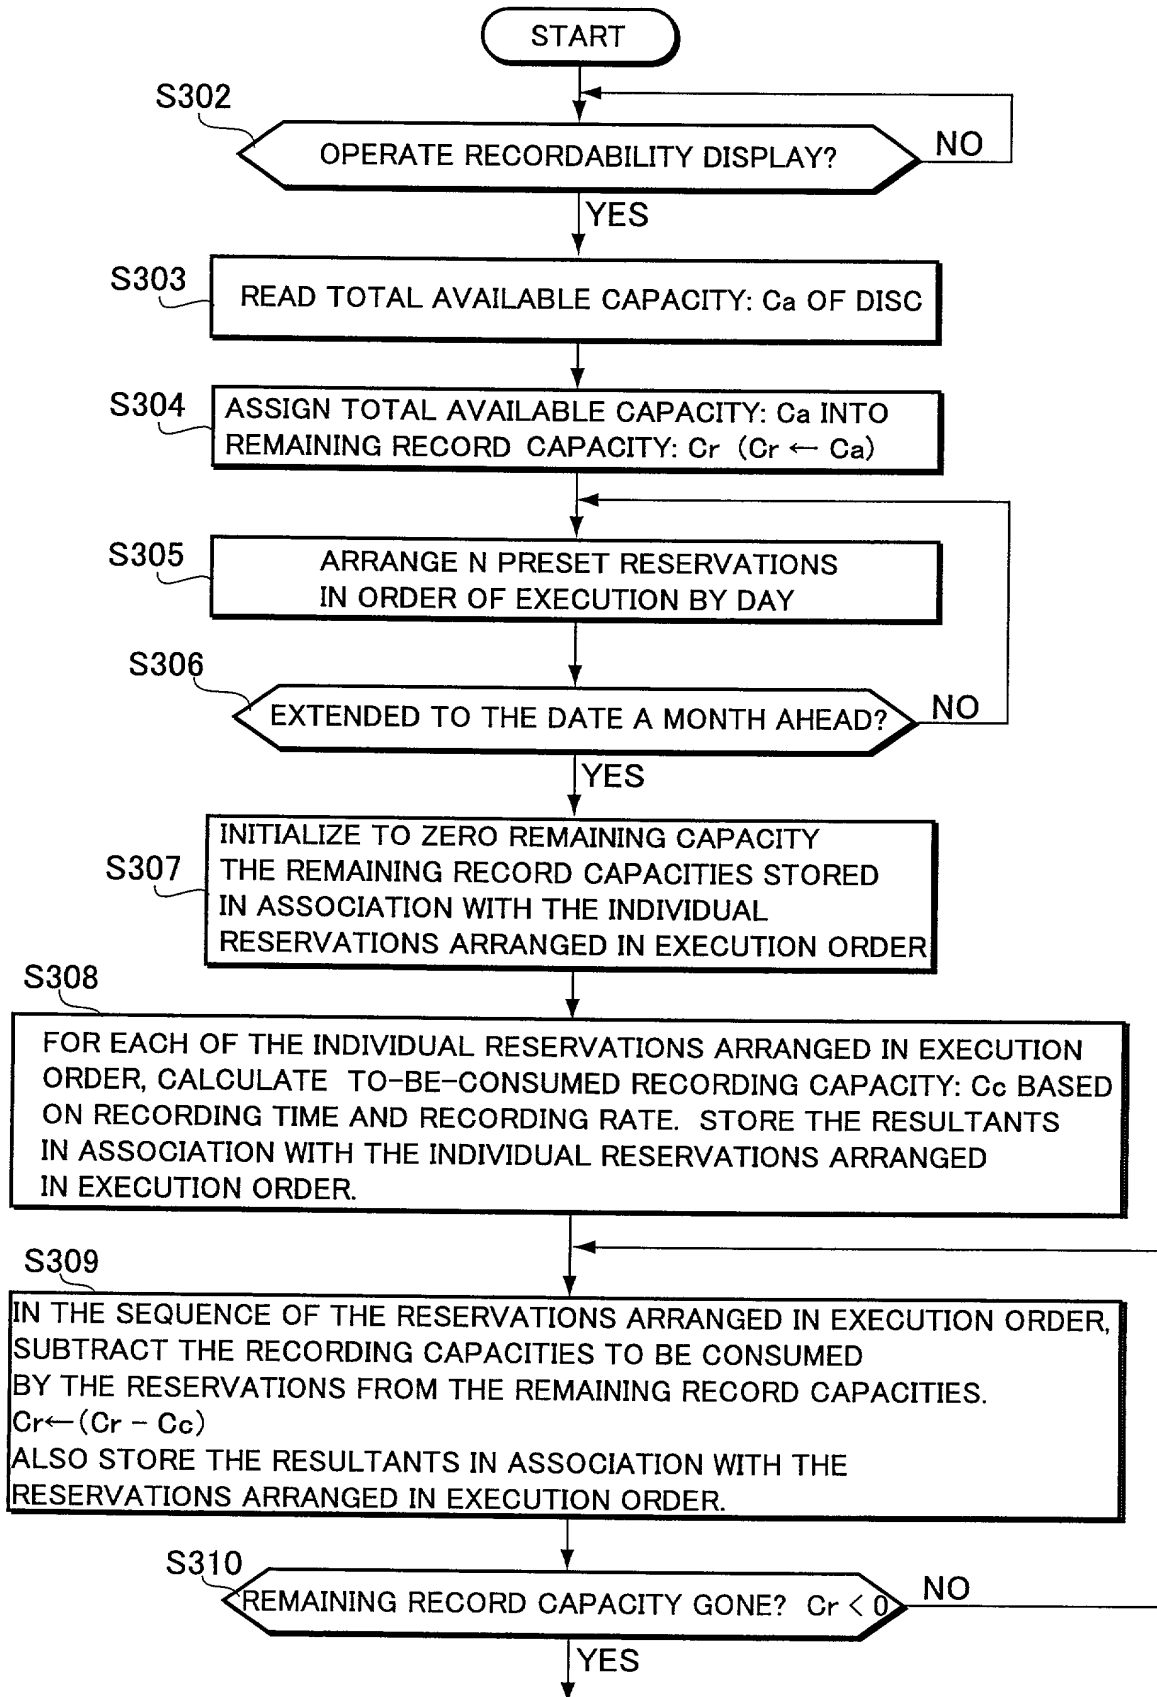 START
S302
OPERATE RECORDABILITY DISPLAY?
NO
YES
S303
READ TOTAL AVAILABLE CAPACITY: Ca OF DISC
S304
ASSIGN TOTAL AVAILABLE CAPACITY: Ca INTO
REMAINING RECORD CAPACITY: Cr (Cr ← Ca)
S305
ARRANGE N PRESET RESERVATIONS
IN ORDER OF EXECUTION BY DAY
S306
EXTENDED TO THE DATE A MONTH AHEAD?
NO
YES
S307
INITIALIZE TO ZERO REMAINING CAPACITY
THE REMAINING RECORD CAPACITIES STORED
IN ASSOCIATION WITH THE INDIVIDUAL
RESERVATIONS ARRANGED IN EXECUTION ORDER
S308
FOR EACH OF THE INDIVIDUAL RESERVATIONS ARRANGED IN EXECUTION
ORDER, CALCULATE TO-BE-CONSUMED RECORDING CAPACITY: Cc BASED
ON RECORDING TIME AND RECORDING RATE. STORE THE RESULTANTS
IN ASSOCIATION WITH THE INDIVIDUAL RESERVATIONS ARRANGED
IN EXECUTION ORDER.
S309
IN THE SEQUENCE OF THE RESERVATIONS ARRANGED IN EXECUTION ORDER,
SUBTRACT THE RECORDING CAPACITIES TO BE CONSUMED
BY THE RESERVATIONS FROM THE REMAINING RECORD CAPACITIES.
Cr←(Cr − Cc)
ALSO STORE THE RESULTANTS IN ASSOCIATION WITH THE
RESERVATIONS ARRANGED IN EXECUTION ORDER.
S310
REMAINING RECORD CAPACITY GONE? Cr < 0
NO
YES